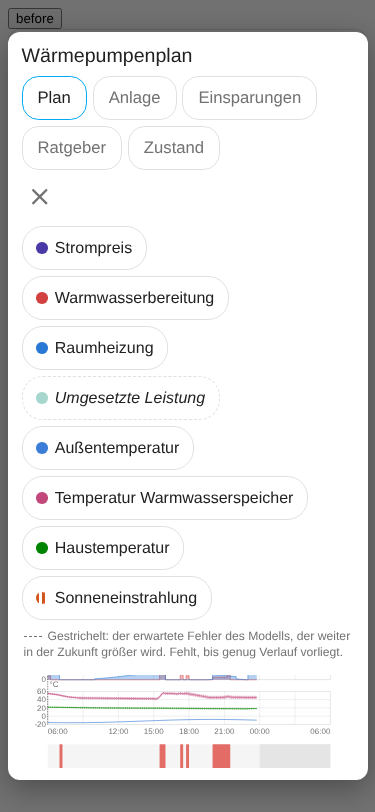 before
Wärmepumpenplan
Plan
Anlage
Einsparungen
Ratgeber
Zustand
Strompreis
Warmwasserbereitung
Raumheizung
Umgesetzte Leistung
Außentemperatur
Temperatur Warmwasserspeicher
Haustemperatur
Sonneneinstrahlung
Gestrichelt: der erwartete Fehler des Modells, der weiter
in der Zukunft größer wird. Fehlt, bis genug Verlauf vorliegt.
0
°C
60
40
20
0
-20
06:00 12:00 15:00 18:00 21:00 00:00 06:00